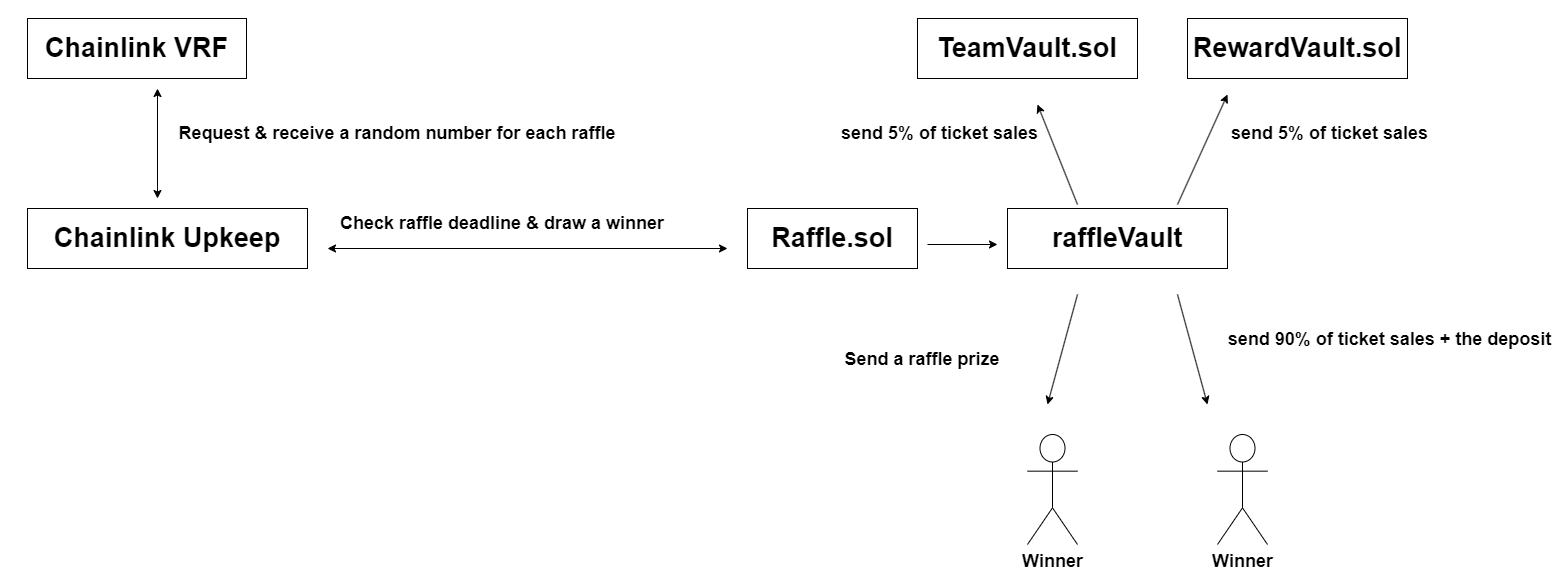 Chainlink VRF
TeamVault.sol
RewardVault.sol
Request & receive a random number for each raffle
send 5% of ticket sales
send 5% of ticket sales
Chainlink Upkeep
Check raffle deadline & draw a winner
Raffle.sol
raffleVault
Send a raffle prize
send 90% of ticket sales + the deposit
Winner
Winner